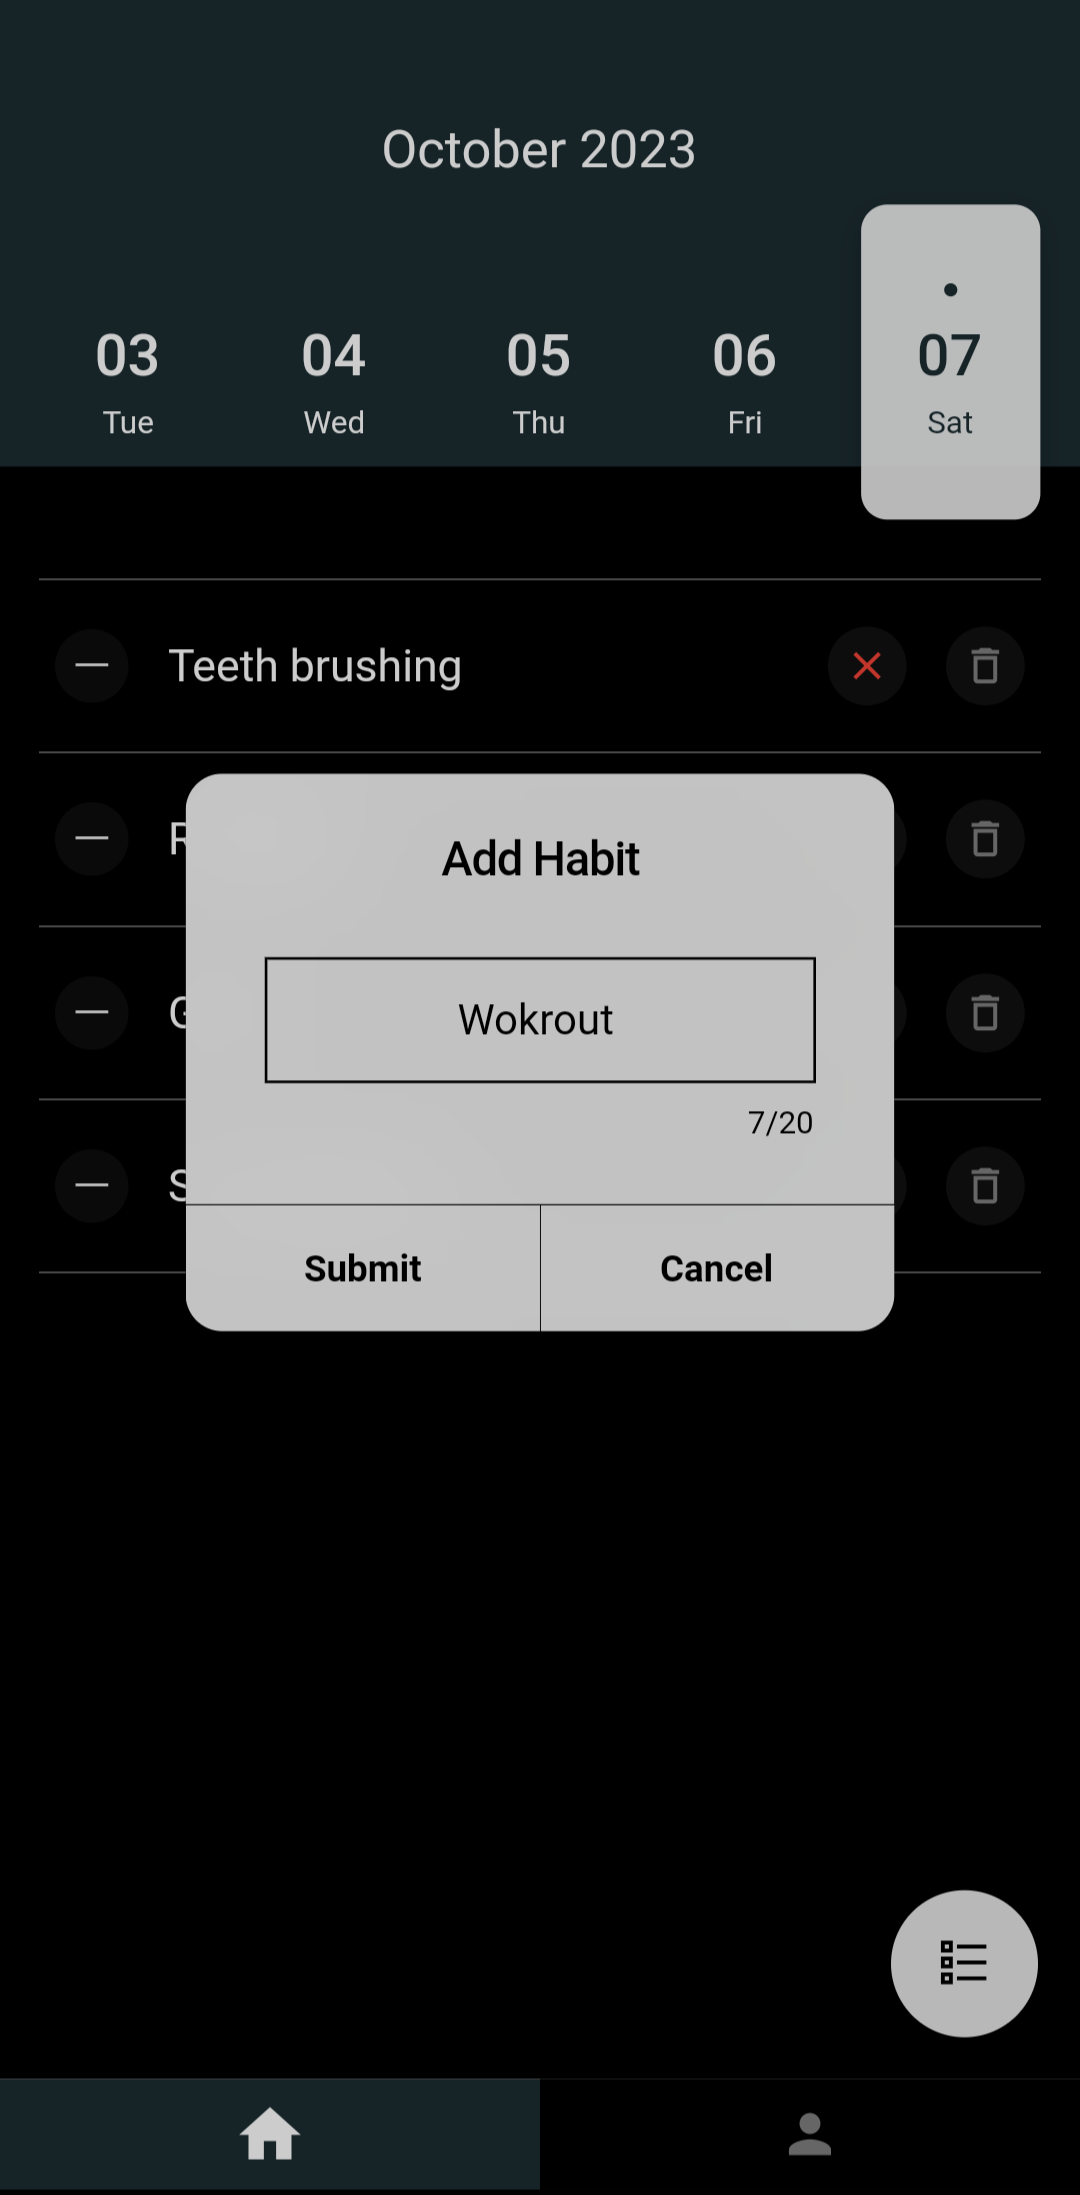 October 2023
03 04 05 06 07
Tue Wed Thu Fri Sat
Teeth brushing
Add Habit
Wokrout
7/20
Submit Cancel